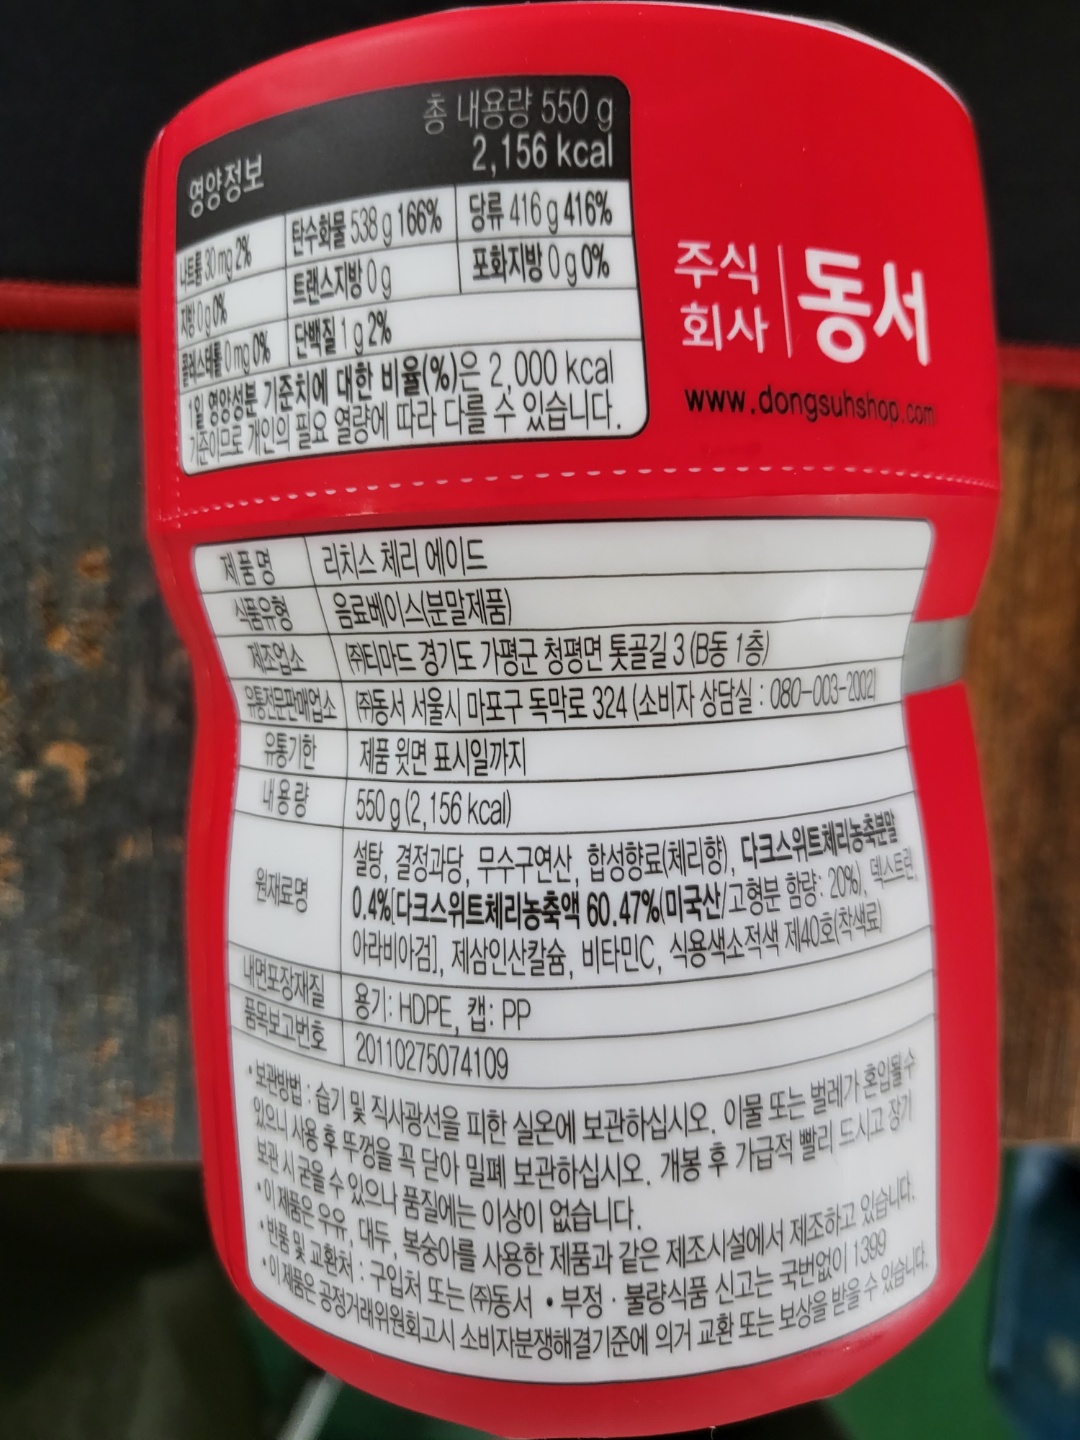 영양정보
총 내용량 550 g
2,156 kcal
나트륨 30 mg 2% 탄수화물 538 g 166% 당류 416 g 416%
지방 0 g 0% 트랜스지방 0 g 포화지방 0 g 0%
콜레스테롤 0 mg 0% 단백질 1 g 2%
1일 영양성분 기준치에 대한 비율(%)은 2,000 kcal
기준이므로 개인의 필요 열량에 따라 다를 수 있습니다.
주식
회사
동서
www.dongsuhshop.com
제품명 리치스 체리 에이드
식품유형 음료베이스(분말제품)
제조업소 ㈜티마드 경기도 가평군 청평면 톳골길 3 (B동 1층)
유통전문판매업소 ㈜동서 서울시 마포구 독막로 324 (소비자 상담실 : 080-003-2002)
유통기한 제품 윗면 표시일까지
내용량 550 g (2,156 kcal)
원재료명 설탕, 결정과당, 무수구연산, 합성향료(체리향), 다크스위트체리농축분말
0.4%[다크스위트체리농축액 60.47%(미국산/고형분 함량: 20%), 덱스트린,
아라비아검], 제삼인산칼슘, 비타민C, 식용색소적색 제40호(착색료)
내면포장재질 용기: HDPE, 캡: PP
품목보고번호 20110275074109
• 보관방법 : 습기 및 직사광선을 피한 실온에 보관하십시오. 이물 또는 벌레가 혼입될 수
있으니 사용 후 뚜껑을 꼭 닫아 밀폐 보관하십시오. 개봉 후 가급적 빨리 드시고 장기
보관 시 굳을 수 있으나 품질에는 이상이 없습니다.
• 이 제품은 우유, 대두, 복숭아를 사용한 제품과 같은 제조시설에서 제조하고 있습니다.
• 반품 및 교환처 : 구입처 또는 ㈜동서 • 부정 · 불량식품 신고는 국번없이 1399
• 이 제품은 공정거래위원회고시 소비자분쟁해결기준에 의거 교환 또는 보상을 받을 수 있습니다.